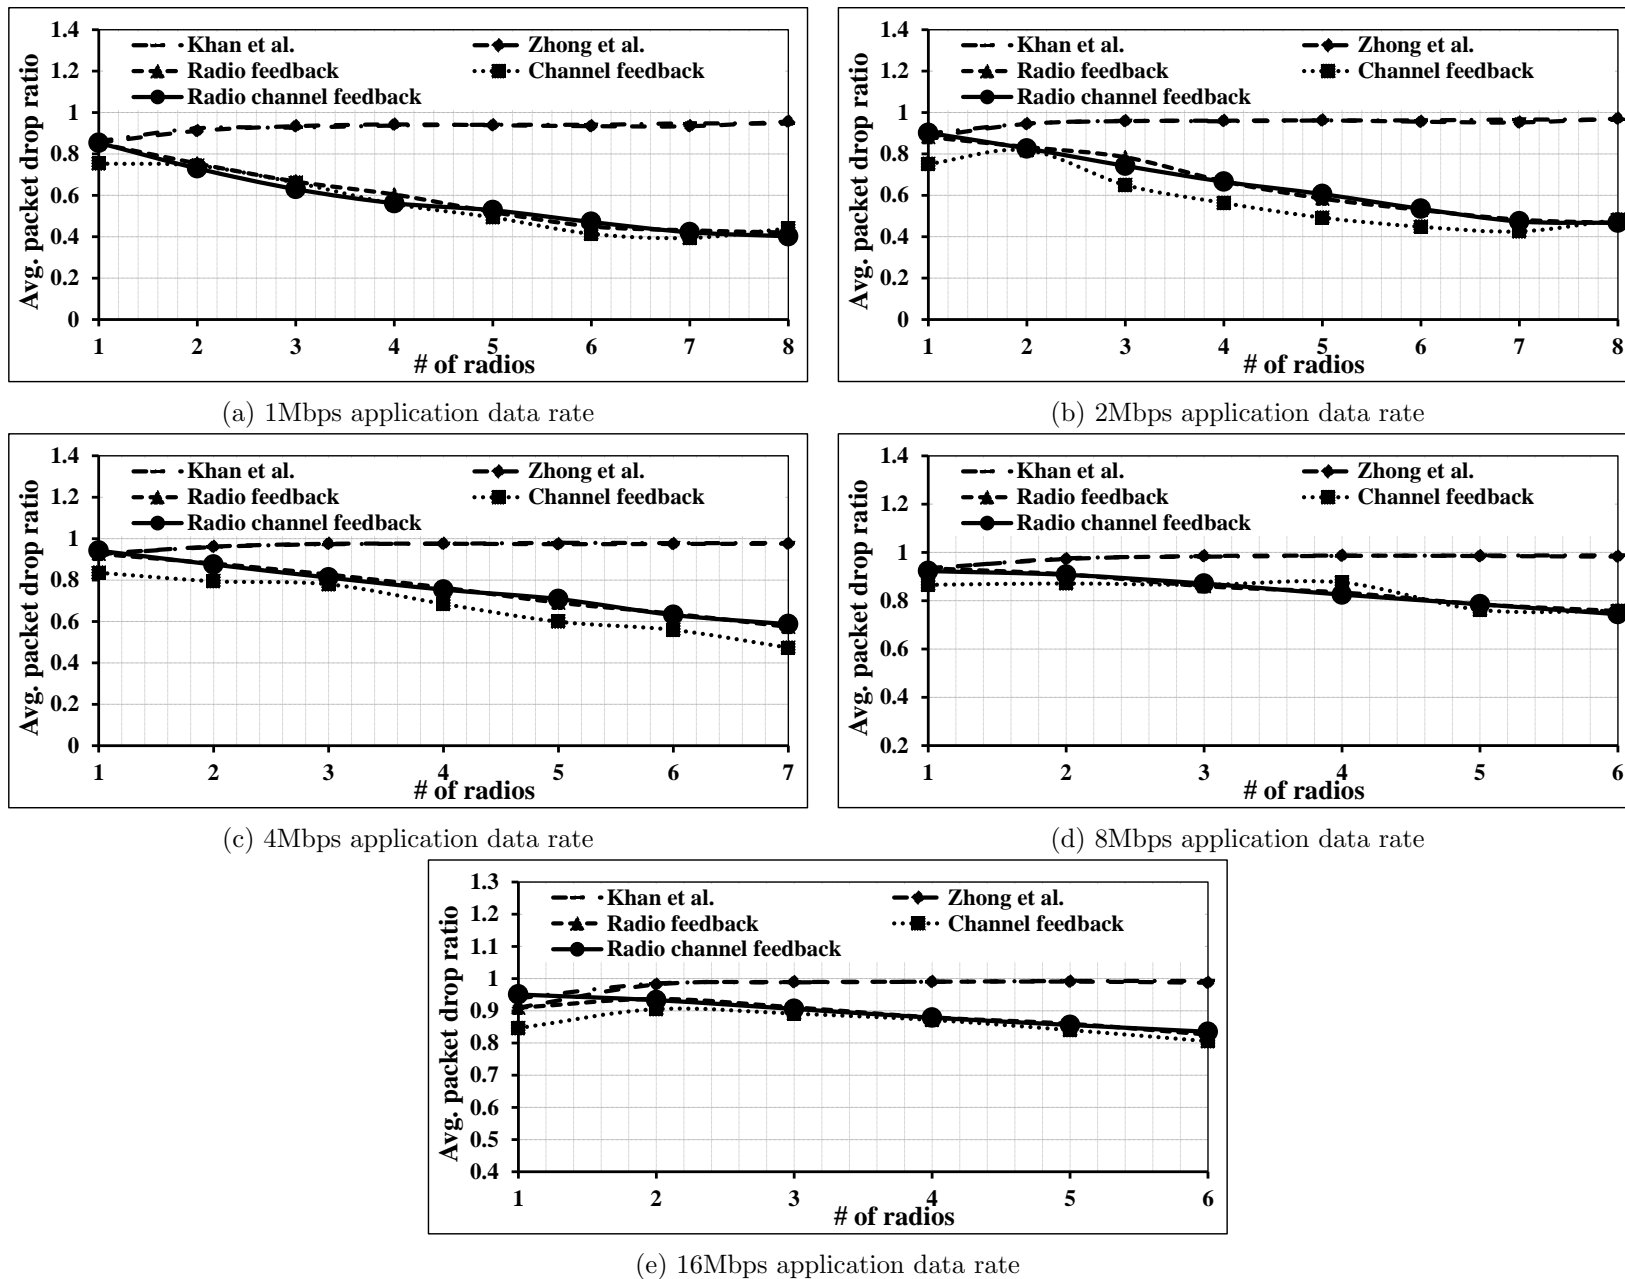 1.4
1.2
1
0.8
0.6
0.4
0.2
0
Avg. packet drop ratio
Khan et al.
Zhong et al.
Radio feedback
Channel feedback
Radio channel feedback
1 2 3 4 5 6 7 8
# of radios
(a) 1Mbps application data rate
1.4
1.2
1
0.8
0.6
0.4
0.2
0
Avg. packet drop ratio
Khan et al.
Zhong et al.
Radio feedback
Channel feedback
Radio channel feedback
1 2 3 4 5 6 7 8
# of radios
(b) 2Mbps application data rate
1.4
1.2
1
0.8
0.6
0.4
0.2
0
Avg. packet drop ratio
Khan et al.
Zhong et al.
Radio feedback
Channel feedback
Radio channel feedback
1 2 3 4 5 6 7
# of radios
(c) 4Mbps application data rate
1.4
1.2
1
0.8
0.6
0.4
0.2
Avg. packet drop ratio
Khan et al.
Zhong et al.
Radio feedback
Channel feedback
Radio channel feedback
1 2 3 4 5 6
# of radios
(d) 8Mbps application data rate
1.3
1.2
1.1
1
0.9
0.8
0.7
0.6
0.5
0.4
Avg. packet drop ratio
Khan et al.
Zhong et al.
Radio feedback
Channel feedback
Radio channel feedback
1 2 3 4 5 6
# of radios
(e) 16Mbps application data rate